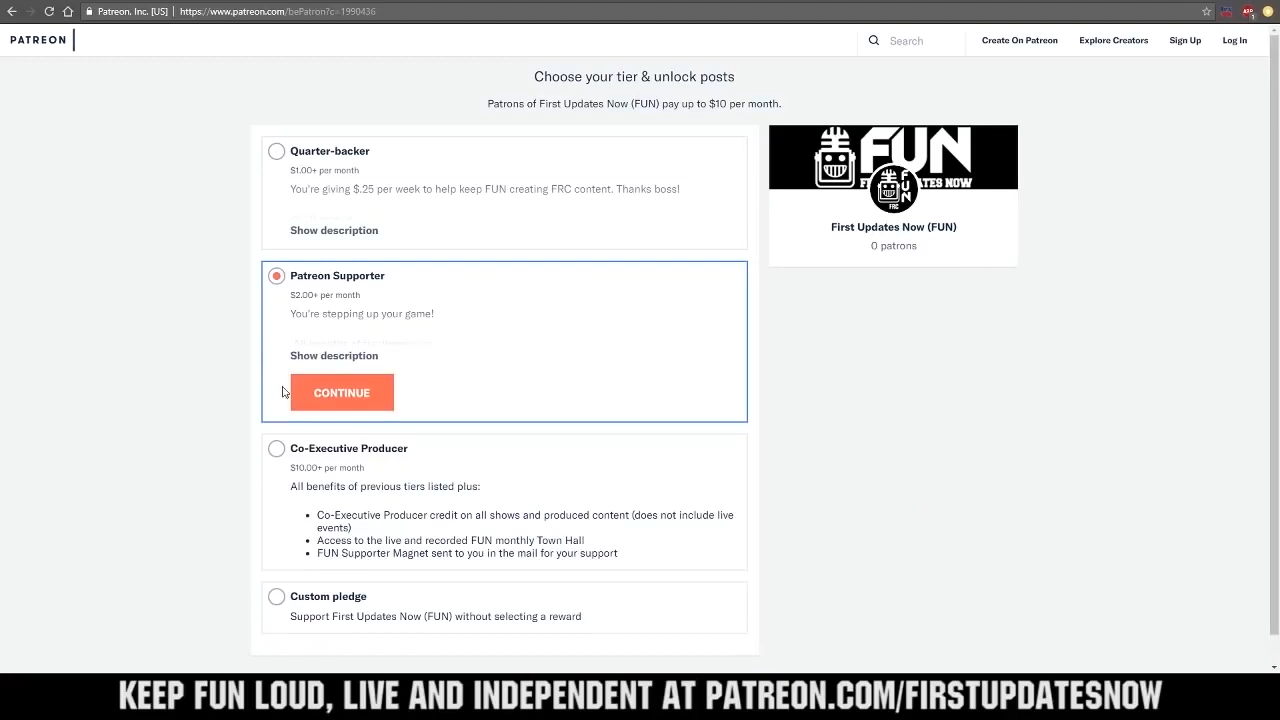 Patreon, Inc. [US] | https://www.patreon.com/bePatron?c=1990436
PATREON
Search
Create On Patreon
Explore Creators
Sign Up
Log In
Choose your tier & unlock posts
Patrons of First Updates Now (FUN) pay up to $10 per month.
Quarter-backer
$1.00+ per month
You're giving $.25 per week to help keep FUN creating FRC content. Thanks boss!
Show description
Patreon Supporter
$2.00+ per month
You're stepping up your game!
Show description
CONTINUE
Co-Executive Producer
$10.00+ per month
All benefits of previous tiers listed plus:
Co-Executive Producer credit on all shows and produced content (does not include live
events)
Access to the live and recorded FUN monthly Town Hall
FUN Supporter Magnet sent to you in the mail for your support
Custom pledge
Support First Updates Now (FUN) without selecting a reward
FUN
TES NOW
FUN
FRC
First Updates Now (FUN)
0 patrons
KEEP FUN LOUD, LIVE AND INDEPENDENT AT PATREON.COM/FIRSTUPDATESNOW